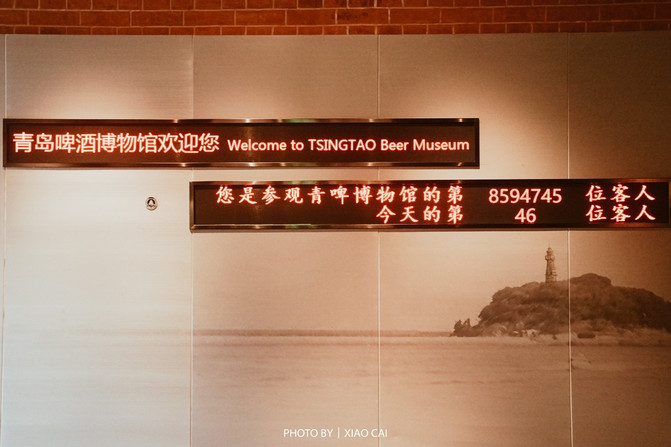 青岛啤酒博物馆欢迎您 Welcome to TSINGTAO Beer Museum
您是参观青啤博物馆的第 8594745 位客人
今天的第 46 位客人
PHOTO BY | XIAO CAI